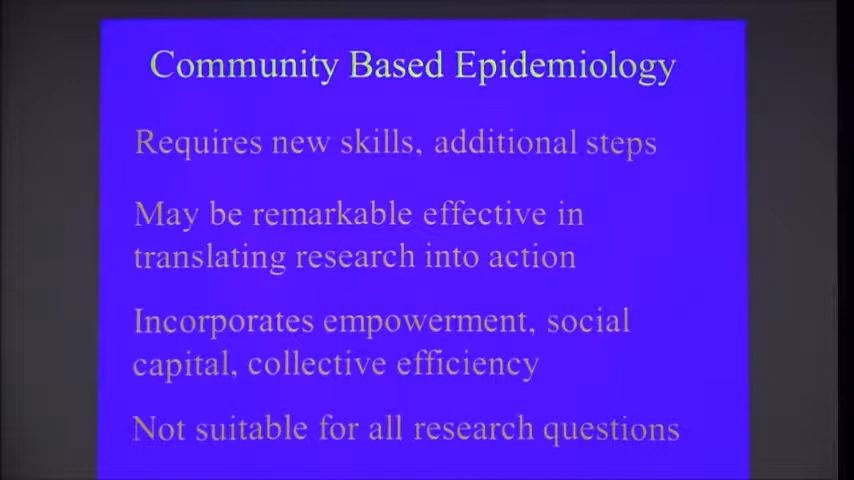 Community Based Epidemiology
Requires new skills, additional steps
May be remarkable effective in
translating research into action
Incorporates empowerment, social
capital, collective efficiency
Not suitable for all research questions